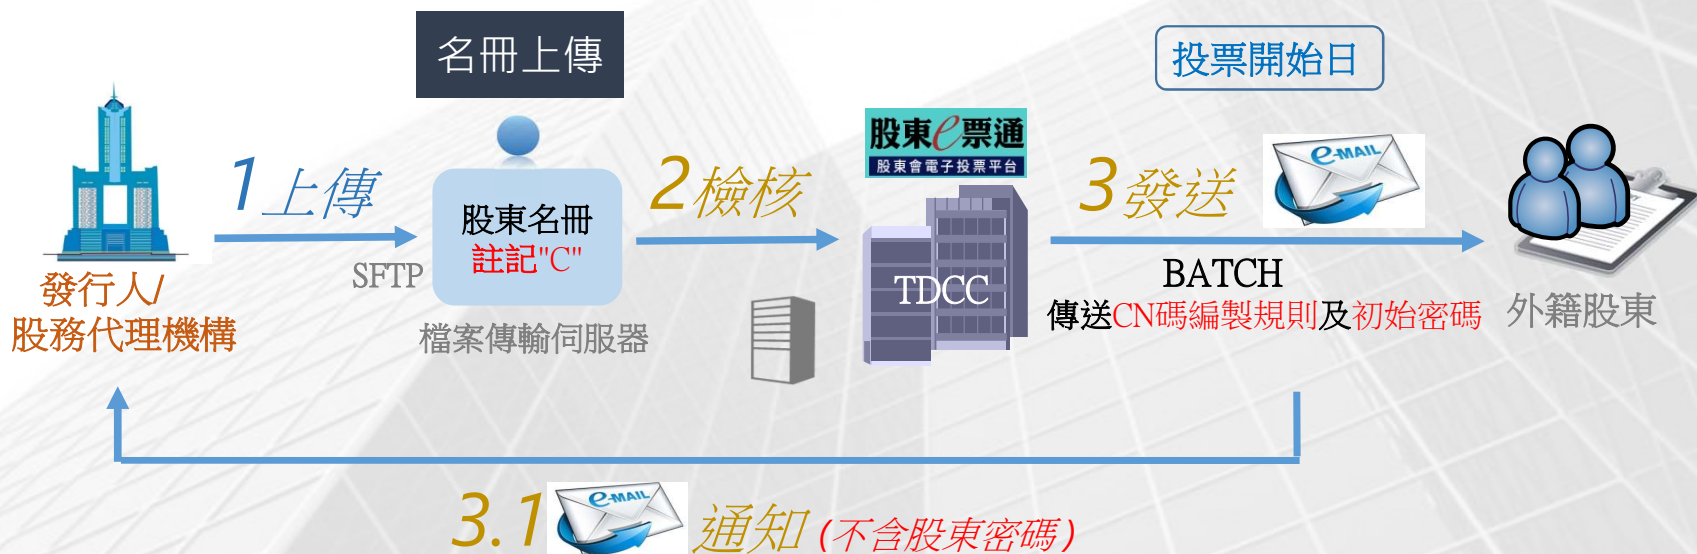 名冊上傳
投票開始日
股東e票通
股東會電子投票平台
1上傳
SFTP
股東名冊
註記"C"
檔案傳輸伺服器
2檢核
TDCC
3發送
E-MAIL
BATCH
傳送CN碼編製規則及初始密碼
外籍股東
發行人/
股務代理機構
3.1 E-MAIL 通知 (不含股東密碼)